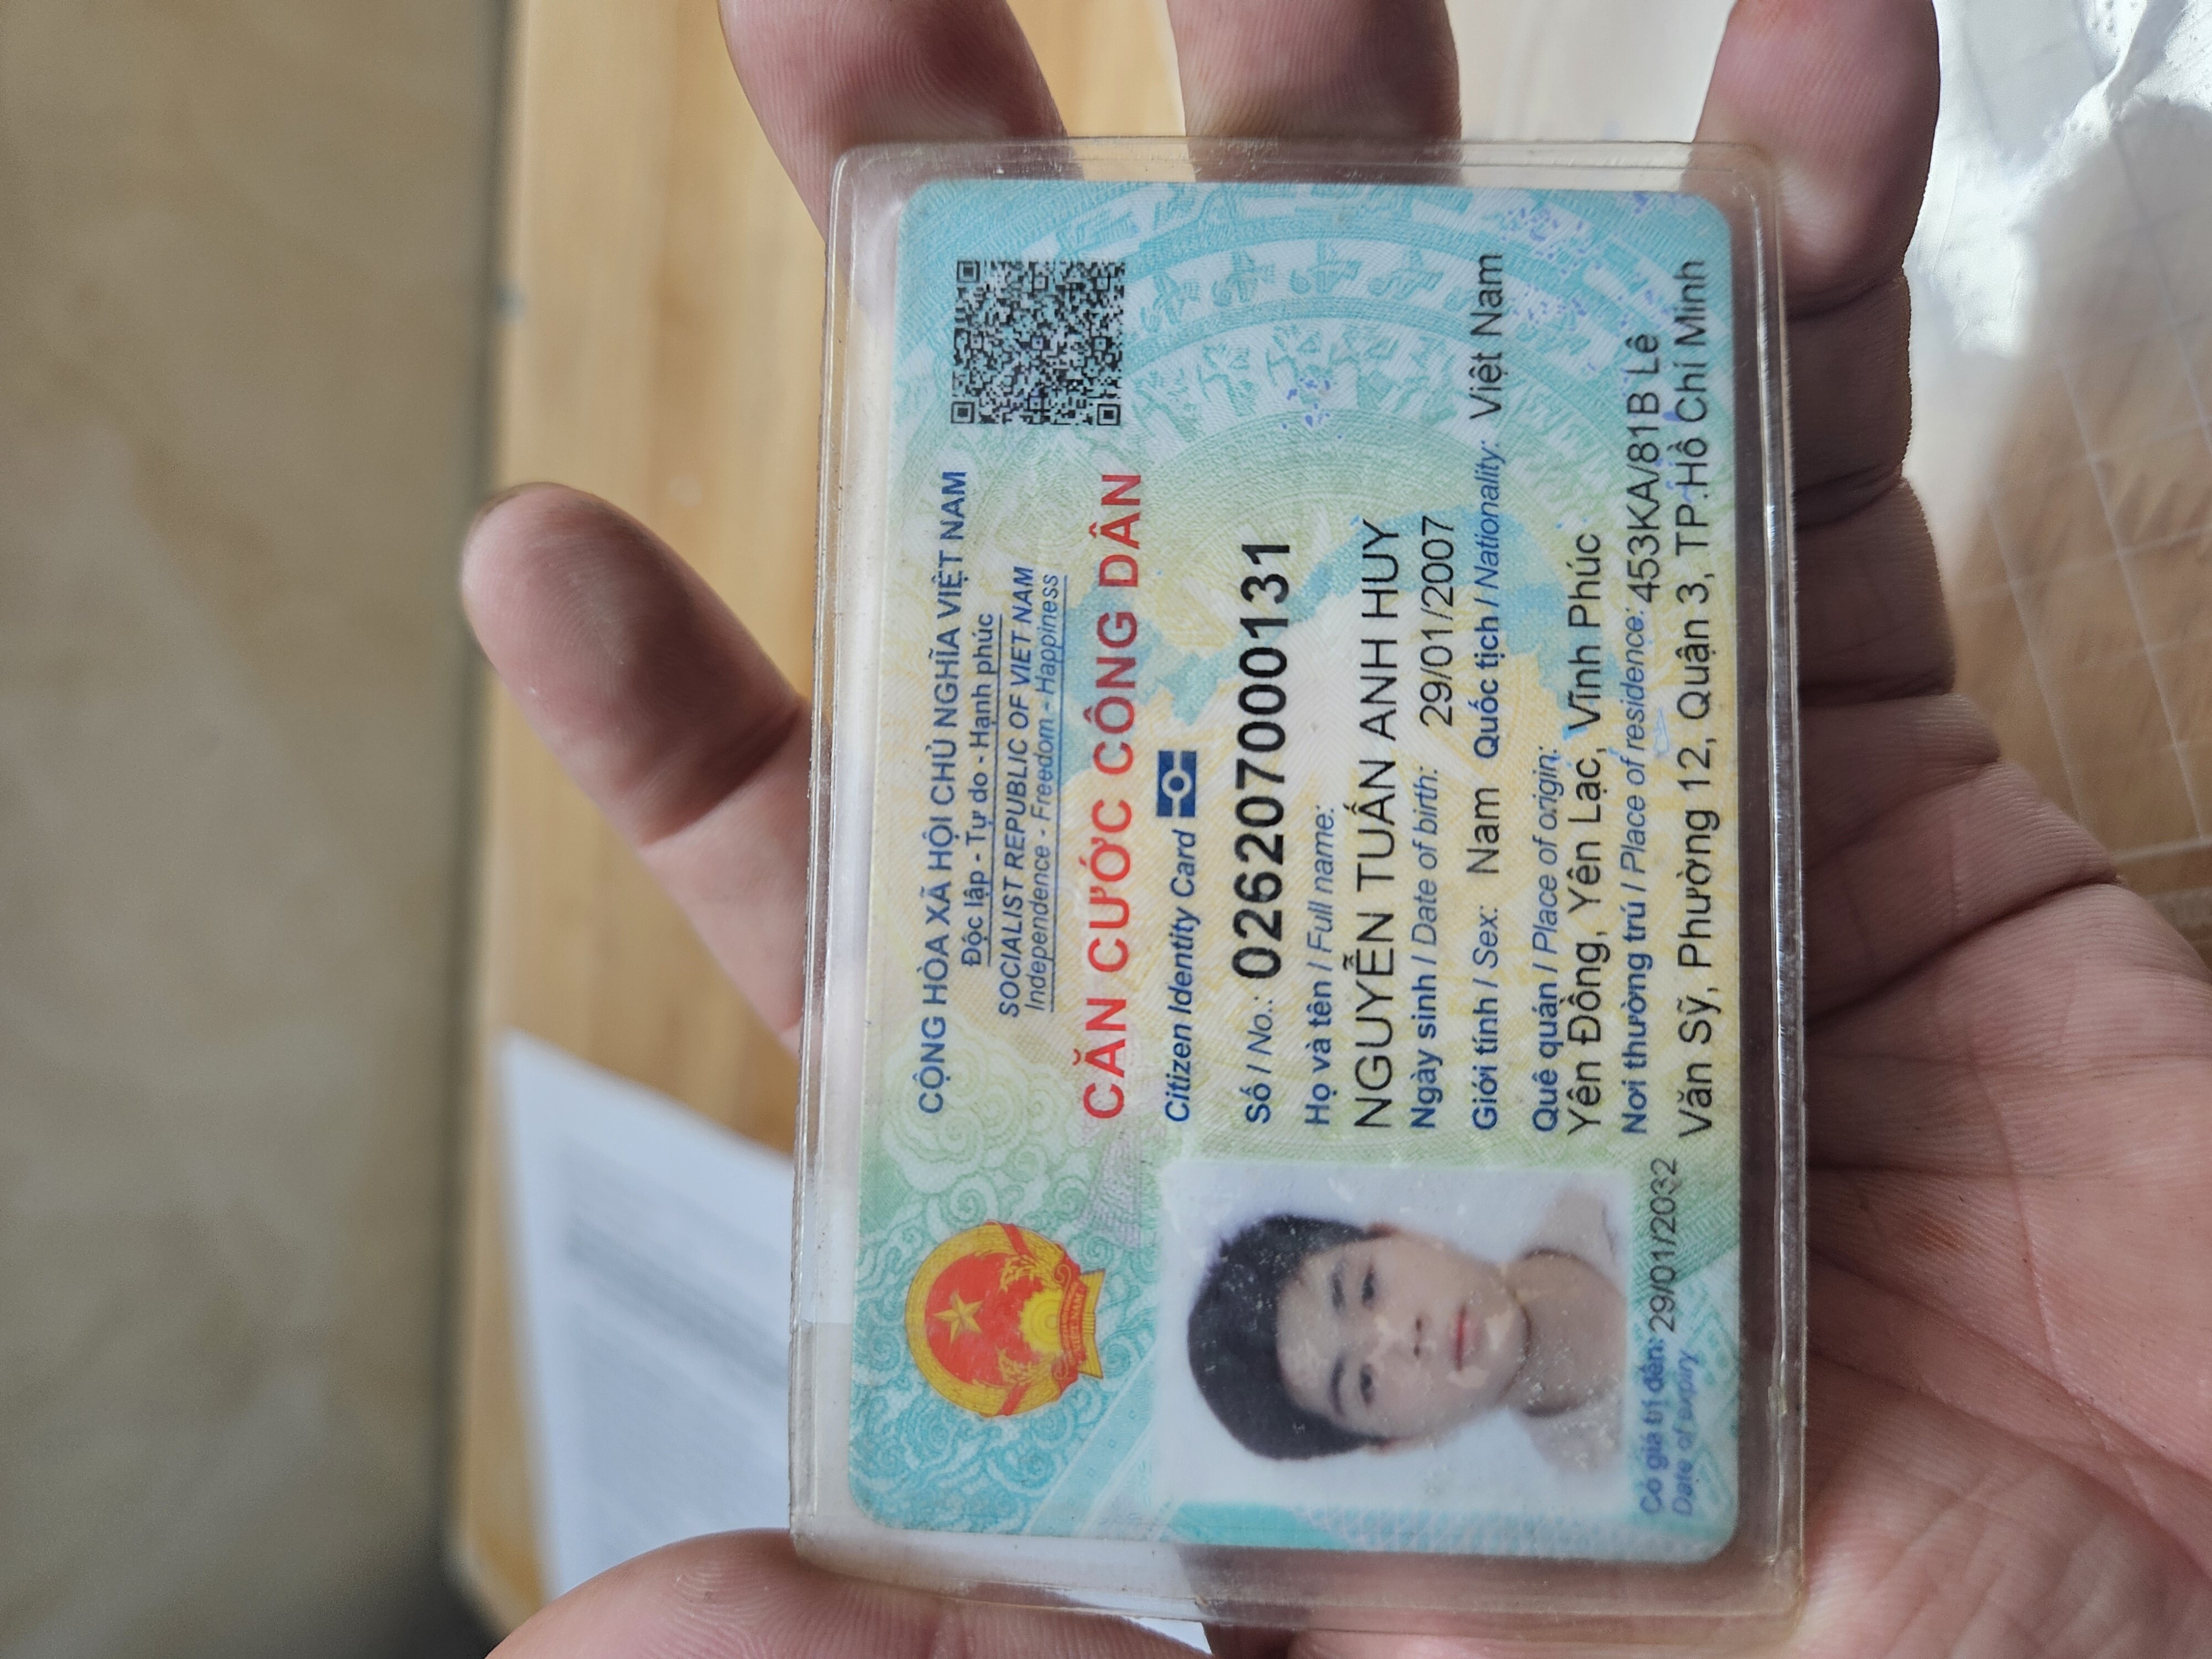 CỘNG HÒA XÃ HỘI CHỦ NGHĨA VIỆT NAM
Độc lập - Tự do - Hạnh phúc
SOCIALIST REPUBLIC OF VIET NAM
Independence - Freedom - Happiness
CĂN CƯỚC CÔNG DÂN
Citizen Identity Card
Số / No.: 026207000131
Họ và tên / Full name:
NGUYỄN TUẤN ANH HUY
Ngày sinh / Date of birth: 29/01/2007
Giới tính / Sex: Nam Quốc tịch / Nationality: Việt Nam
Quê quán / Place of origin:
Yên Đồng, Yên Lạc, Vĩnh Phúc
Nơi thường trú / Place of residence: 453KA/81B Lê
Văn Sỹ, Phường 12, Quận 3, TP.Hồ Chí Minh
Có giá trị đến: 29/01/2032
Date of expiry